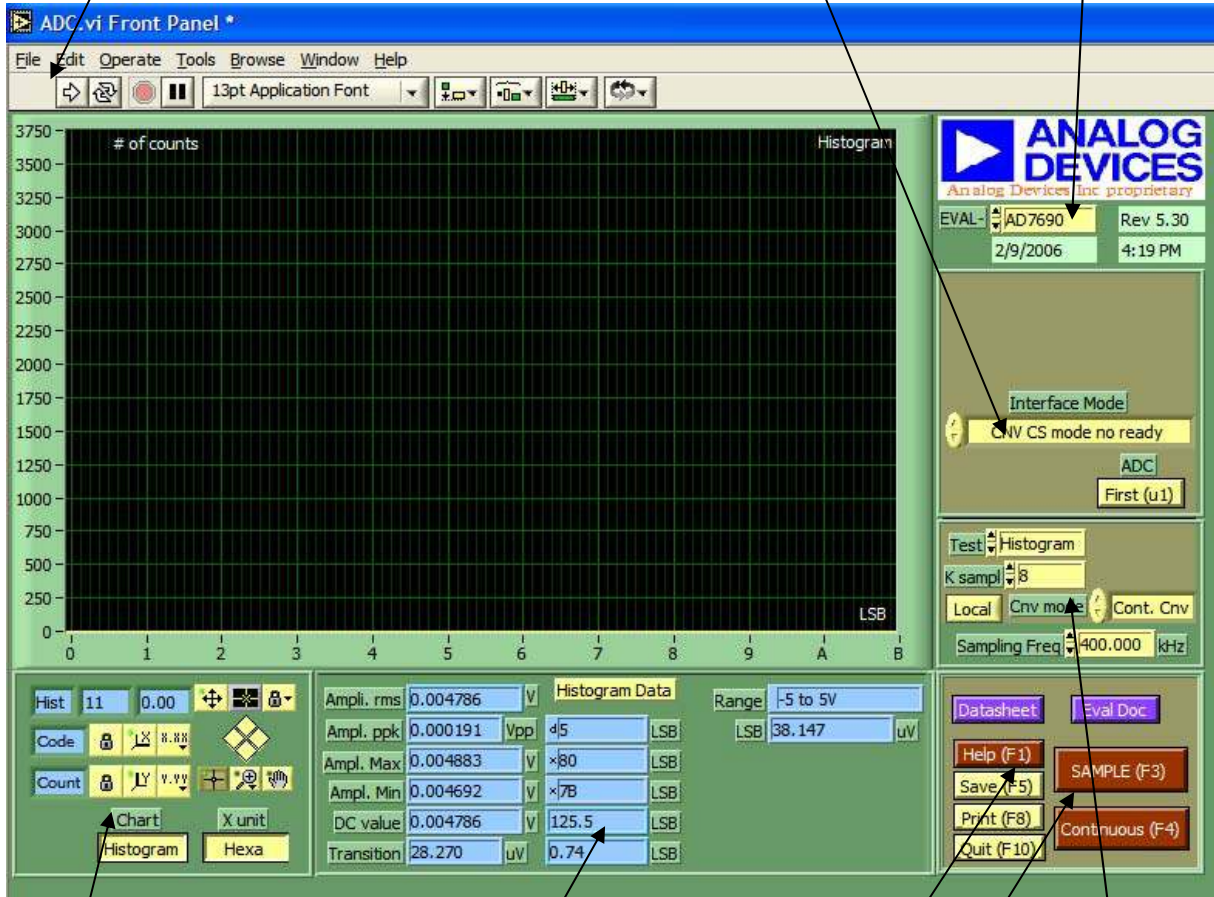 ADC.vi Front Panel *
File Edit Operate Tools Browse Window Help
13pt Application Font
# of counts
Histogram
3750
3500
3250
3000
2750
2500
2250
2000
1750
1500
1250
1000
750
500
250
0
LSB
0 1 2 3 4 5 6 7 8 9 A B
ANALOG
DEVICES
Analog Devices Inc proprietary
EVAL- AD7690 Rev 5.30
2/9/2006 4:19 PM
Interface Mode
CNV CS mode no ready
ADC
First (u1)
Test Histogram
K sampl 8
Local Cnv mode Cont. Cnv
Sampling Freq 400.000 kHz
Hist 11 0.00
Code X X.XX
Count Y Y.YY
Chart X unit
Histogram Hexa
Ampli. rms 0.004786 V Histogram Data Range -5 to 5V
Ampl. ppk 0.000191 Vpp d 5 LSB LSB 38.147 uV
Ampl. Max 0.004883 V x 80 LSB
Ampl. Min 0.004692 V x 7B LSB
DC value 0.004786 V 125.5 LSB
Transition 28.270 uV 0.74 LSB
Datasheet Eval Doc
Help (F1)
SAMPLE (F3)
Save (F5)
Print (F8)
Continuous (F4)
Quit (F10)